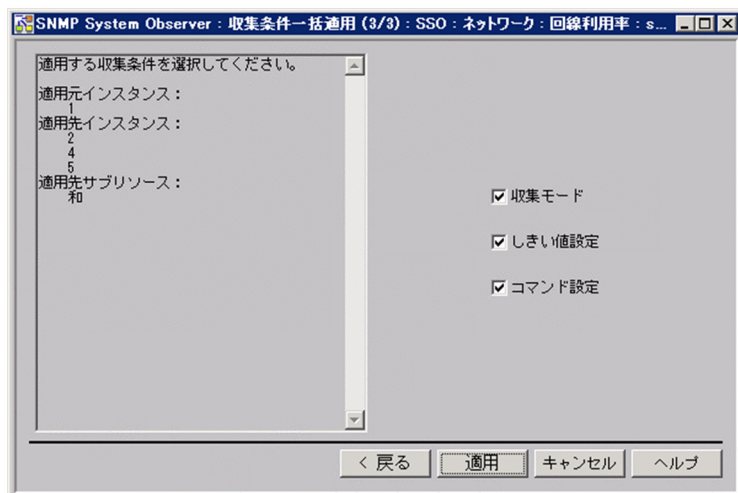 SNMP System Observer : 収集条件一括適用 (3/3) : SSO : ネットワーク : 回線利用率 : s...
適用する収集条件を選択してください。
適用元インスタンス：
1
適用先インスタンス：
2
4
5
適用先サブリソース：
和
収集モード
しきい値設定
コマンド設定
< 戻る
適用
キャンセル
ヘルプ